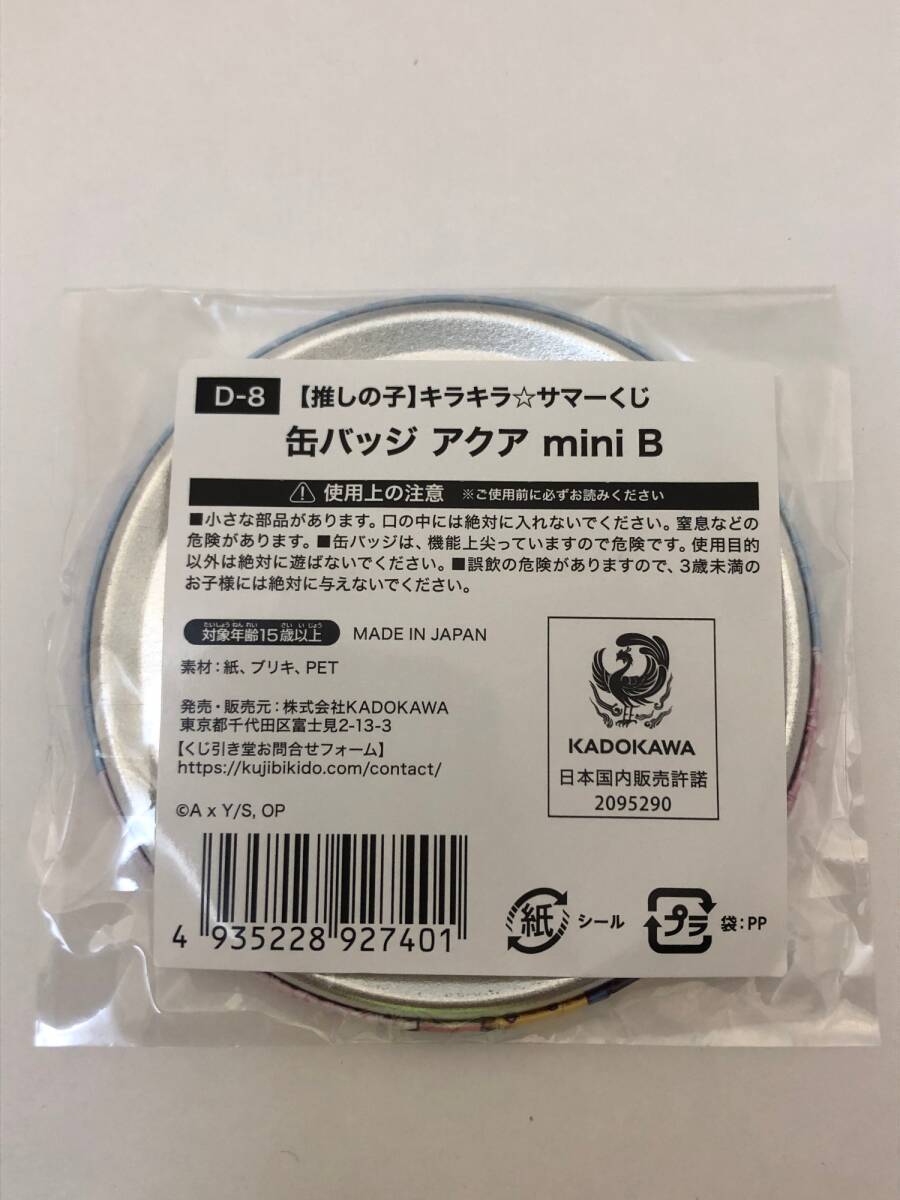 D-8 【推しの子】キラキラ☆サマーくじ
缶バッジ アクア mini B
⚠ 使用上の注意 ※ご使用前に必ずお読みください
■小さな部品があります。口の中には絶対に入れないでください。窒息などの
危険があります。■缶バッジは、機能上尖っていますので危険です。使用目的
以外は絶対に遊ばないでください。■誤飲の危険がありますので、3歳未満の
お子様には絶対に与えないでください。
たいしょうねんれい さいいじょう
対象年齢15歳以上 MADE IN JAPAN
素材:紙、ブリキ、PET
発売・販売元:株式会社KADOKAWA
東京都千代田区富士見2-13-3
【くじ引き堂お問合せフォーム】
https://kujibikido.com/contact/
©A x Y/S, OP
KADOKAWA
日本国内販売許諾
2095290
4 935228 927401
紙 シール
プラ 袋:PP